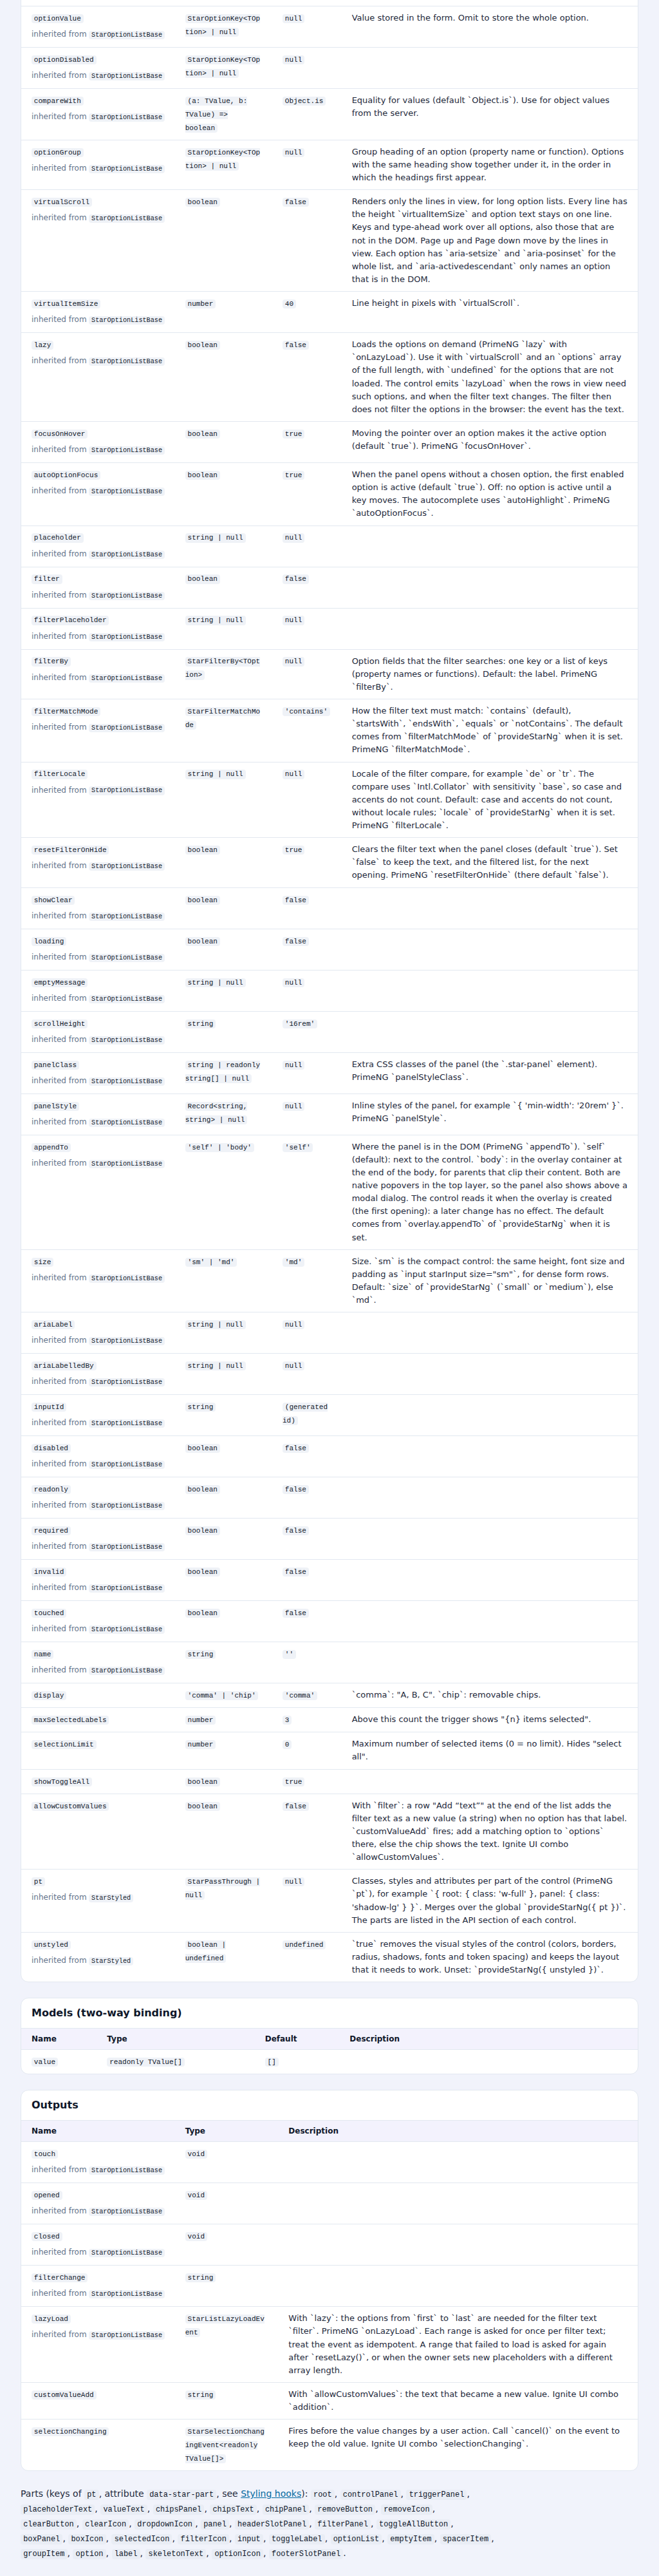 optionValue StarOptionKey<TOp null Value stored in the form. Omit to store the whole option.
inherited from StarOptionListBase tion> | null
optionDisabled StarOptionKey<TOp null
inherited from StarOptionListBase tion> | null
compareWith (a: TValue, b: Object.is Equality for values (default `Object.is`). Use for object values
inherited from StarOptionListBase TValue) => from the server.
boolean
optionGroup StarOptionKey<TOp null Group heading of an option (property name or function). Options
inherited from StarOptionListBase tion> | null with the same heading show together under it, in the order in
which the headings first appear.
virtualScroll boolean false Renders only the lines in view, for long option lists. Every line has
inherited from StarOptionListBase the height `virtualItemSize` and option text stays on one line.
Keys and type-ahead work over all options, also those that are
not in the DOM. Page up and Page down move by the lines in
view. Each option has `aria-setsize` and `aria-posinset` for the
whole list, and `aria-activedescendant` only names an option
that is in the DOM.
virtualItemSize number 40 Line height in pixels with `virtualScroll`.
inherited from StarOptionListBase
lazy boolean false Loads the options on demand (PrimeNG `lazy` with
inherited from StarOptionListBase `onLazyLoad`). Use it with `virtualScroll` and an `options` array
of the full length, with `undefined` for the options that are not
loaded. The control emits `lazyLoad` when the rows in view need
such options, and when the filter text changes. The filter then
does not filter the options in the browser: the event has the text.
focusOnHover boolean true Moving the pointer over an option makes it the active option
inherited from StarOptionListBase (default `true`). PrimeNG `focusOnHover`.
autoOptionFocus boolean true When the panel opens without a chosen option, the first enabled
inherited from StarOptionListBase option is active (default `true`). Off: no option is active until a
key moves. The autocomplete uses `autoHighlight`. PrimeNG
`autoOptionFocus`.
placeholder string | null null
inherited from StarOptionListBase
filter boolean false
inherited from StarOptionListBase
filterPlaceholder string | null null
inherited from StarOptionListBase
filterBy StarFilterBy<TOpt null Option fields that the filter searches: one key or a list of keys
inherited from StarOptionListBase ion> (property names or functions). Default: the label. PrimeNG
`filterBy`.
filterMatchMode StarFilterMatchMo 'contains' How the filter text must match: `contains` (default),
inherited from StarOptionListBase de `startsWith`, `endsWith`, `equals` or `notContains`. The default
comes from `filterMatchMode` of `provideStarNg` when it is set.
PrimeNG `filterMatchMode`.
filterLocale string | null null Locale of the filter compare, for example `de` or `tr`. The
inherited from StarOptionListBase compare uses `Intl.Collator` with sensitivity `base`, so case and
accents do not count. Default: case and accents do not count,
without locale rules; `locale` of `provideStarNg` when it is set.
PrimeNG `filterLocale`.
resetFilterOnHide boolean true Clears the filter text when the panel closes (default `true`). Set
inherited from StarOptionListBase `false` to keep the text, and the filtered list, for the next
opening. PrimeNG `resetFilterOnHide` (there default `false`).
showClear boolean false
inherited from StarOptionListBase
loading boolean false
inherited from StarOptionListBase
emptyMessage string | null null
inherited from StarOptionListBase
scrollHeight string '16rem'
inherited from StarOptionListBase
panelClass string | readonly null Extra CSS classes of the panel (the `.star-panel` element).
inherited from StarOptionListBase string[] | null PrimeNG `panelStyleClass`.
panelStyle Record<string, null Inline styles of the panel, for example `{ 'min-width': '20rem' }`.
inherited from StarOptionListBase string> | null PrimeNG `panelStyle`.
appendTo 'self' | 'body' 'self' Where the panel is in the DOM (PrimeNG `appendTo`). `self`
inherited from StarOptionListBase (default): next to the control. `body`: in the overlay container at
the end of the body, for parents that clip their content. Both are
native popovers in the top layer, so the panel also shows above a
modal dialog. The control reads it when the overlay is created
(the first opening): a later change has no effect. The default
comes from `overlay.appendTo` of `provideStarNg` when it is
set.
size 'sm' | 'md' 'md' Size. `sm` is the compact control: the same height, font size and
inherited from StarOptionListBase padding as `input starInput size="sm"`, for dense form rows.
Default: `size` of `provideStarNg` (`small` or `medium`), else
`md`.
ariaLabel string | null null
inherited from StarOptionListBase
ariaLabelledBy string | null null
inherited from StarOptionListBase
inputId string (generated
inherited from StarOptionListBase id)
disabled boolean false
inherited from StarOptionListBase
readonly boolean false
inherited from StarOptionListBase
required boolean false
inherited from StarOptionListBase
invalid boolean false
inherited from StarOptionListBase
touched boolean false
inherited from StarOptionListBase
name string ''
inherited from StarOptionListBase
display 'comma' | 'chip' 'comma' `comma`: "A, B, C". `chip`: removable chips.
maxSelectedLabels number 3 Above this count the trigger shows "{n} items selected".
selectionLimit number 0 Maximum number of selected items (0 = no limit). Hides "select
all".
showToggleAll boolean true
allowCustomValues boolean false With `filter`: a row "Add “text”" at the end of the list adds the
filter text as a new value (a string) when no option has that label.
`customValueAdd` fires; add a matching option to `options`
there, else the chip shows the text. Ignite UI combo
`allowCustomValues`.
pt StarPassThrough | null Classes, styles and attributes per part of the control (PrimeNG
inherited from StarStyled null `pt`), for example `{ root: { class: 'w-full' }, panel: { class:
'shadow-lg' } }`. Merges over the global `provideStarNg({ pt })`.
The parts are listed in the API section of each control.
unstyled boolean | undefined `true` removes the visual styles of the control (colors, borders,
inherited from StarStyled undefined radius, shadows, fonts and token spacing) and keeps the layout
that it needs to work. Unset: `provideStarNg({ unstyled })`.
Models (two-way binding)
Name Type Default Description
value readonly TValue[] []
Outputs
Name Type Description
touch void
inherited from StarOptionListBase
opened void
inherited from StarOptionListBase
closed void
inherited from StarOptionListBase
filterChange string
inherited from StarOptionListBase
lazyLoad StarListLazyLoadEv With `lazy`: the options from `first` to `last` are needed for the filter text
inherited from StarOptionListBase ent `filter`. PrimeNG `onLazyLoad`. Each range is asked for once per filter text;
treat the event as idempotent. A range that failed to load is asked for again
after `resetLazy()`, or when the owner sets new placeholders with a different
array length.
customValueAdd string With `allowCustomValues`: the text that became a new value. Ignite UI combo
`addition`.
selectionChanging StarSelectionChang Fires before the value changes by a user action. Call `cancel()` on the event to
ingEvent<readonly keep the old value. Ignite UI combo `selectionChanging`.
TValue[]>
Parts (keys of pt, attribute data-star-part, see Styling hooks): root, controlPanel, triggerPanel,
placeholderText, valueText, chipsPanel, chipsText, chipPanel, removeButton, removeIcon,
clearButton, clearIcon, dropdownIcon, panel, headerSlotPanel, filterPanel, toggleAllButton,
boxPanel, boxIcon, selectedIcon, filterIcon, input, toggleLabel, optionList, emptyItem, spacerItem,
groupItem, option, label, skeletonText, optionIcon, footerSlotPanel.